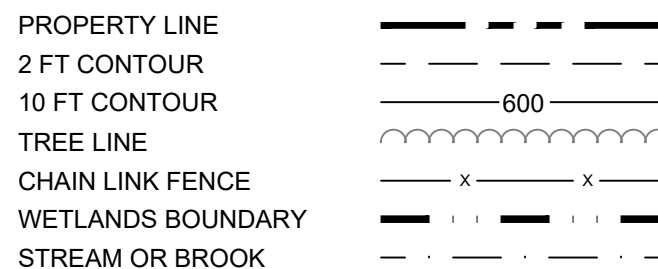 PROPERTY LINE
2 FT CONTOUR
10 FT CONTOUR 600
TREE LINE
CHAIN LINK FENCE x x
WETLANDS BOUNDARY
STREAM OR BROOK